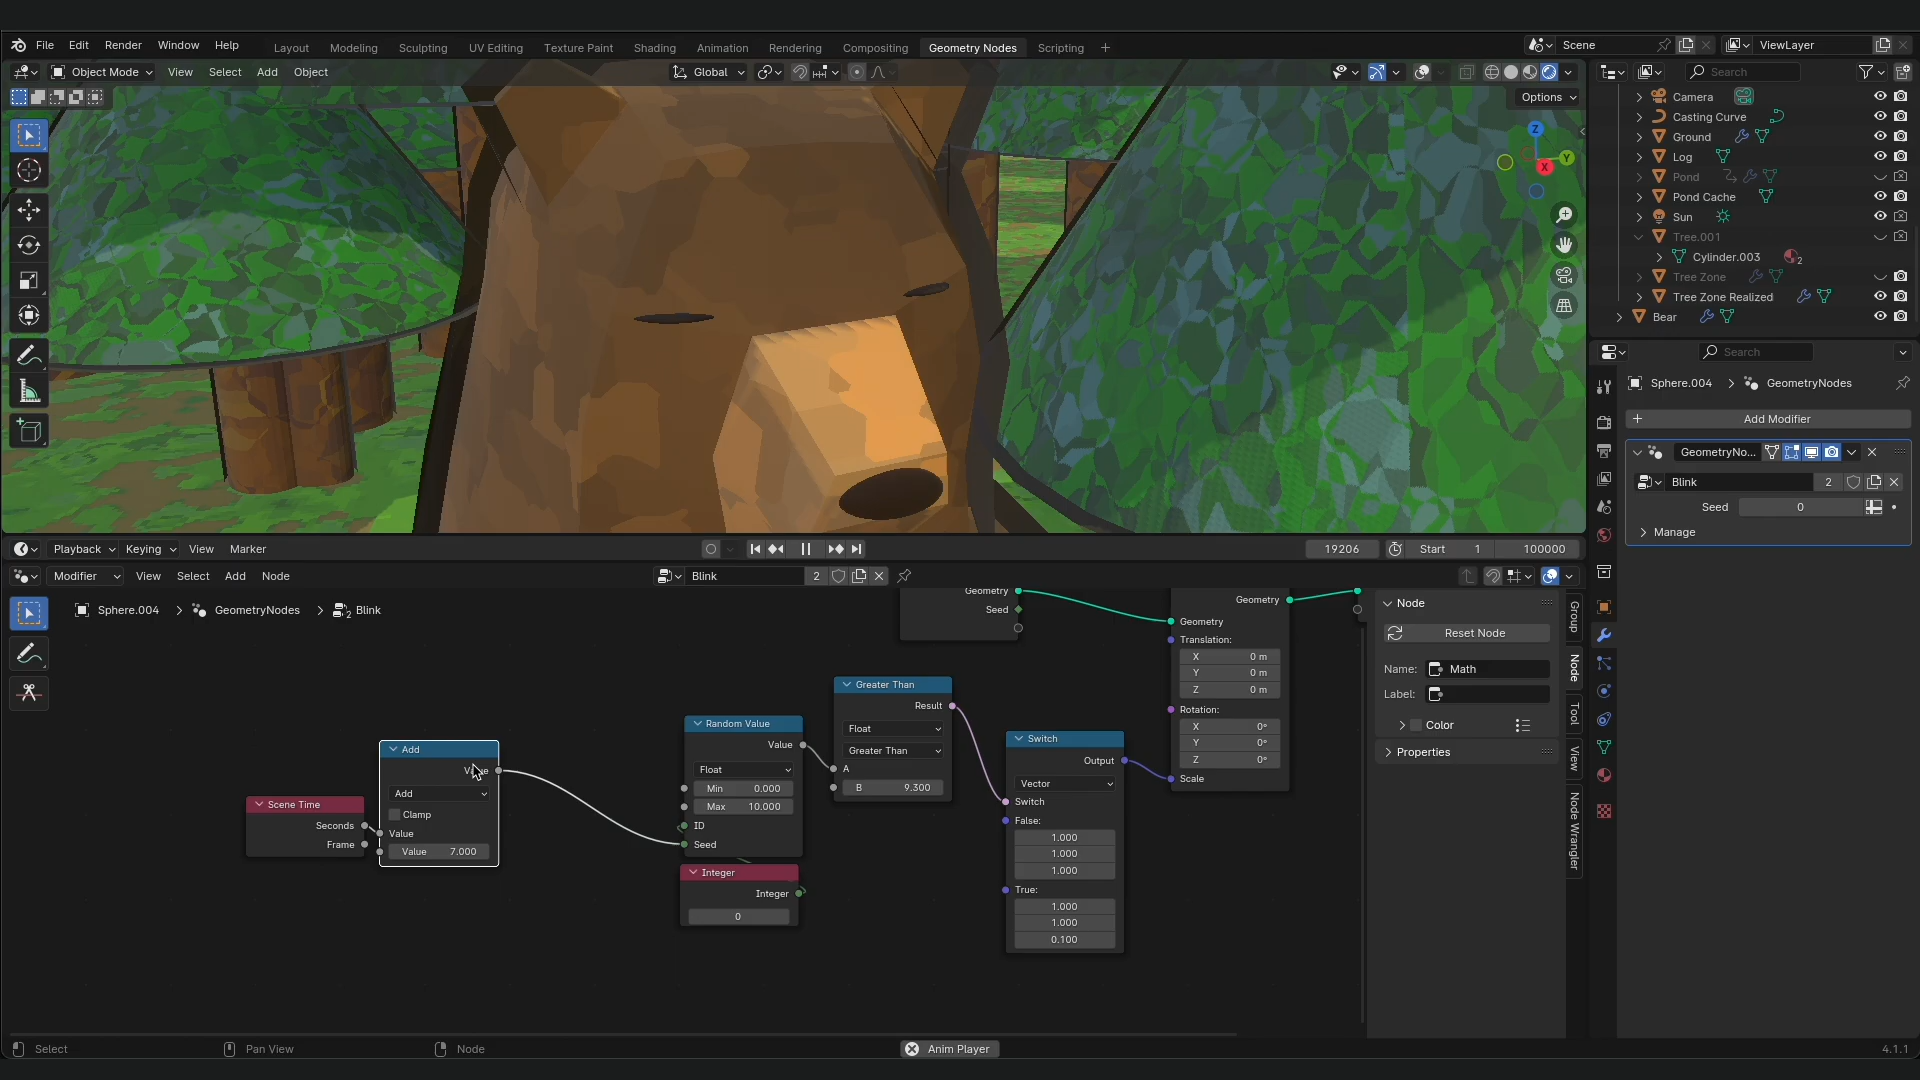 File Edit Render Window Help Layout Modeling Sculpting UV Editing Texture Paint Shading Animation Rendering Compositing Geometry Nodes Scripting + Scene ViewLayer
Object Mode View Select Add Object Global Search
Options
Z
Y
X
Camera
Casting Curve
Ground
Log
Pond
Pond Cache
Sun
Tree.001
Cylinder.003 2
Tree Zone
Tree Zone Realized
Bear
Search
Sphere.004 GeometryNodes
Add Modifier
GeometryNo...
Blink 2
Seed 0
Manage
Playback Keying View Marker 19206 Start 1 100000
Modifier View Select Add Node Blink 2
Sphere.004 GeometryNodes Blink
Geometry
Seed
Geometry
Geometry
Translation:
X 0 m
Y 0 m
Z 0 m
Rotation:
X 0°
Y 0°
Z 0°
Scale
Greater Than
Result
Float
Greater Than
A
B 9.300
Random Value
Value
Float
Min 0.000
Max 10.000
ID
Seed
Integer
Integer
0
Switch
Output
Vector
Switch
False:
1.000
1.000
1.000
True:
1.000
1.000
0.100
Add
Value
Add
Clamp
Value
Value 7.000
Scene Time
Seconds
Frame
Node
Reset Node
Name: Math
Label:
Color
Properties
Group
Node
Tool
View
Node Wrangler
Select Pan View Node Anim Player 4.1.1